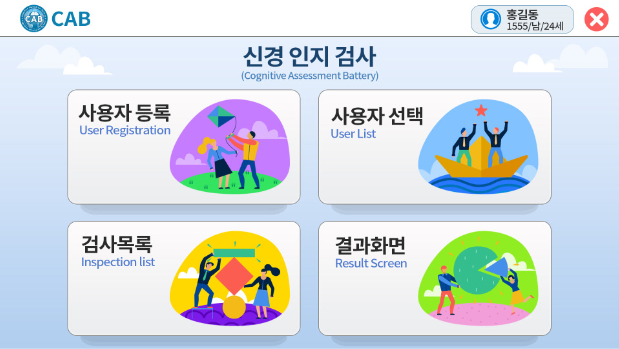 CAB
CAB
홍길동
1555/남/24세
신경 인지 검사
(Cognitive Assessment Battery)
사용자 등록
User Registration
사용자 선택
User List
검사목록
Inspection list
결과화면
Result Screen